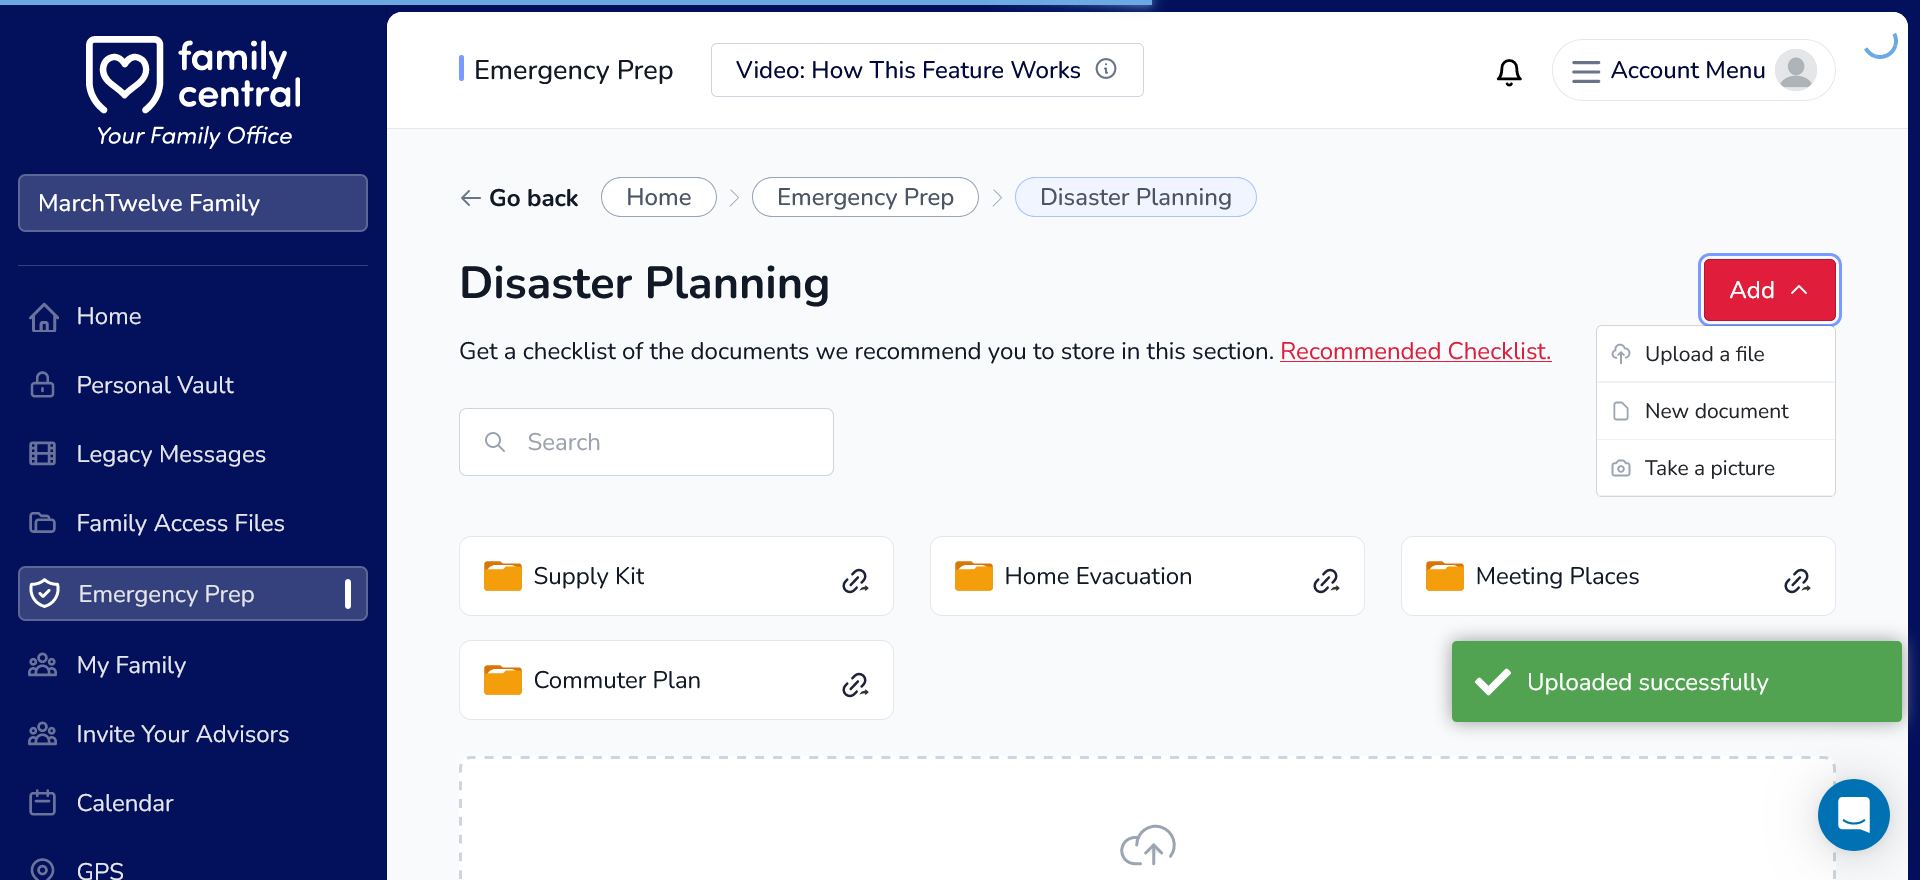 family
central
Your Family Office
MarchTwelve Family
Home
Personal Vault
Legacy Messages
Family Access Files
Emergency Prep
My Family
Invite Your Advisors
Calendar
GPS
Emergency Prep
Video: How This Feature Works
Account Menu
Go back
Home
Emergency Prep
Disaster Planning
Disaster Planning
Add
Get a checklist of the documents we recommend you to store in this section. Recommended Checklist.
Upload a file
New document
Take a picture
Search
Supply Kit
Home Evacuation
Meeting Places
Commuter Plan
Uploaded successfully